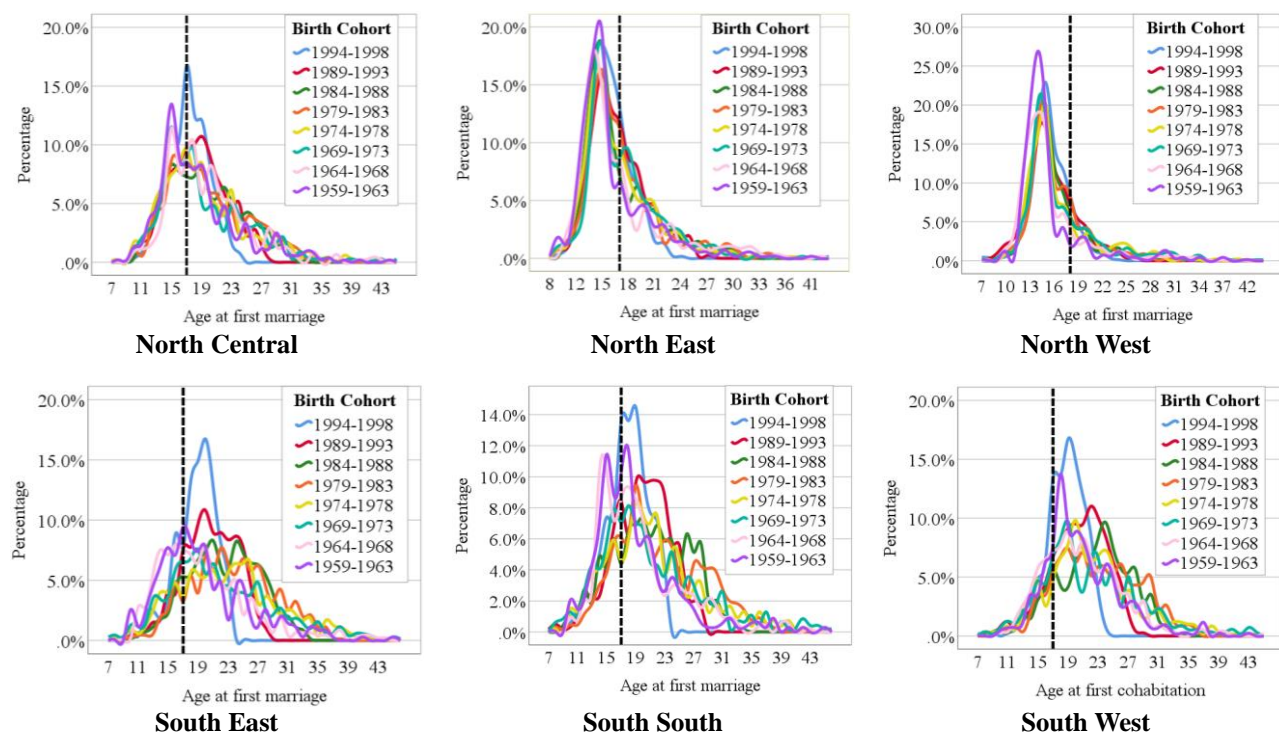 20.0%
15.0%
10.0%
5.0%
.0%
Percentage
Birth Cohort
1994-1998
1989-1993
1984-1988
1979-1983
1974-1978
1969-1973
1964-1968
1959-1963
7 11 15 19 23 27 31 35 39 43
Age at first marriage
North Central
20.0%
15.0%
10.0%
5.0%
.0%
Percentage
Birth Cohort
1994-1998
1989-1993
1984-1988
1979-1983
1974-1978
1969-1973
1964-1968
1959-1963
8 12 15 18 21 24 27 30 33 36 41
Age at first marriage
North East
30.0%
25.0%
20.0%
15.0%
10.0%
5.0%
.0%
Percentage
Birth Cohort
1994-1998
1989-1993
1984-1988
1979-1983
1974-1978
1969-1973
1964-1968
1959-1963
7 10 13 16 19 22 25 28 31 34 37 42
Age at first marriage
North West
20.0%
15.0%
10.0%
5.0%
.0%
Percentage
Birth Cohort
1994-1998
1989-1993
1984-1988
1979-1983
1974-1978
1969-1973
1964-1968
1959-1963
7 11 15 19 23 27 31 35 39 43
Age at first marriage
South East
14.0%
12.0%
10.0%
8.0%
6.0%
4.0%
2.0%
.0%
Percentage
Birth Cohort
1994-1998
1989-1993
1984-1988
1979-1983
1974-1978
1969-1973
1964-1968
1959-1963
7 11 15 19 23 27 31 35 39 43
Age at first marriage
South South
20.0%
15.0%
10.0%
5.0%
.0%
Percentage
Birth Cohort
1994-1998
1989-1993
1984-1988
1979-1983
1974-1978
1969-1973
1964-1968
1959-1963
7 11 15 19 23 27 31 35 39 43
Age at first cohabitation
South West